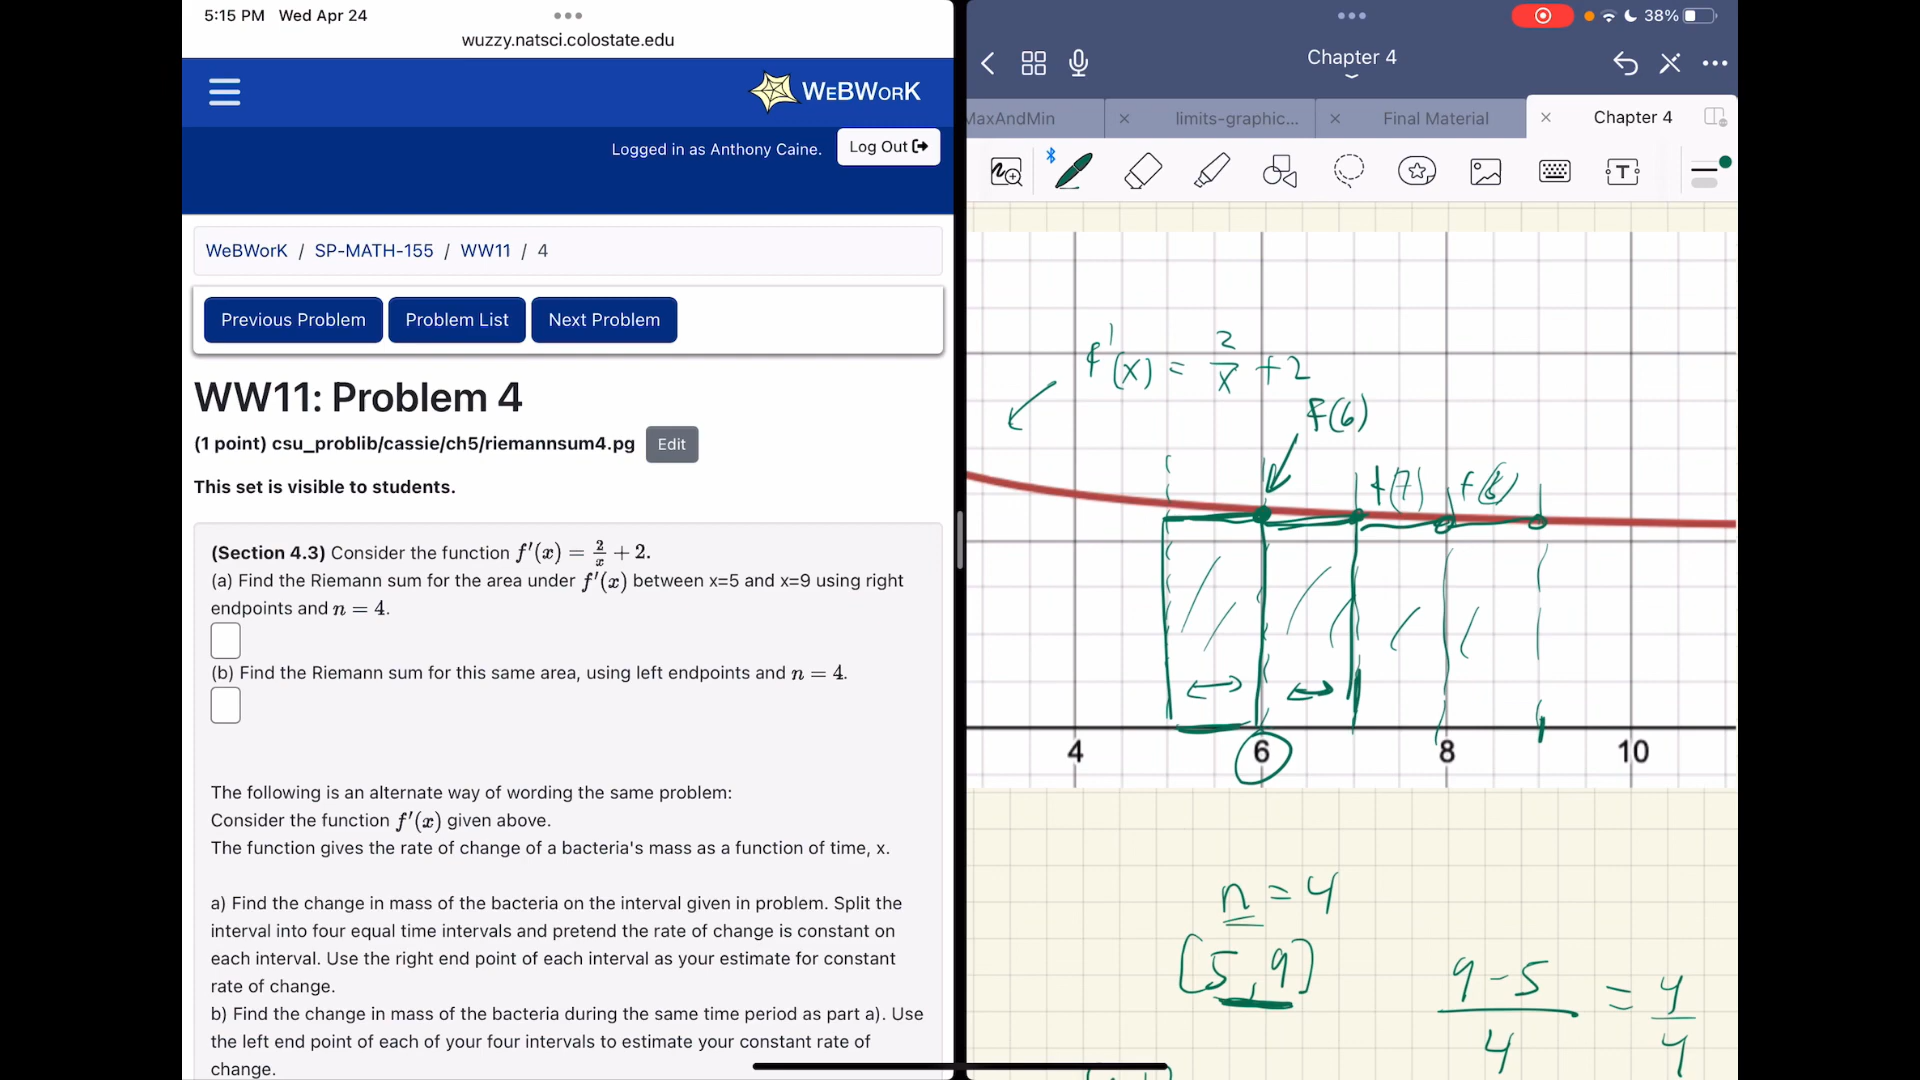 5:15 PM Wed Apr 24
wuzzy.natsci.colostate.edu
WEBWORK
Logged in as Anthony Caine.
Log Out
WeBWorK / SP-MATH-155 / WW11 / 4
Previous Problem
Problem List
Next Problem
WW11: Problem 4
(1 point) csu_problib/cassie/ch5/riemannsum4.pg
Edit
This set is visible to students.
(Section 4.3) Consider the function f′(x) = 2/x + 2.
(a) Find the Riemann sum for the area under f′(x) between x=5 and x=9 using right
endpoints and n = 4.
(b) Find the Riemann sum for this same area, using left endpoints and n = 4.
The following is an alternate way of wording the same problem:
Consider the function f′(x) given above.
The function gives the rate of change of a bacteria's mass as a function of time, x.
a) Find the change in mass of the bacteria on the interval given in problem. Split the
interval into four equal time intervals and pretend the rate of change is constant on
each interval. Use the right end point of each interval as your estimate for constant
rate of change.
b) Find the change in mass of the bacteria during the same time period as part a). Use
the left end point of each of your four intervals to estimate your constant rate of
change.
38%
Chapter 4
MaxAndMin
limits-graphic...
Final Material
Chapter 4
T
f'(x) = 2/x + 2
f(6)
f(7) f(8)
4 6 8 10
n = 4
[5, 9]
9-5/4 = 4/4